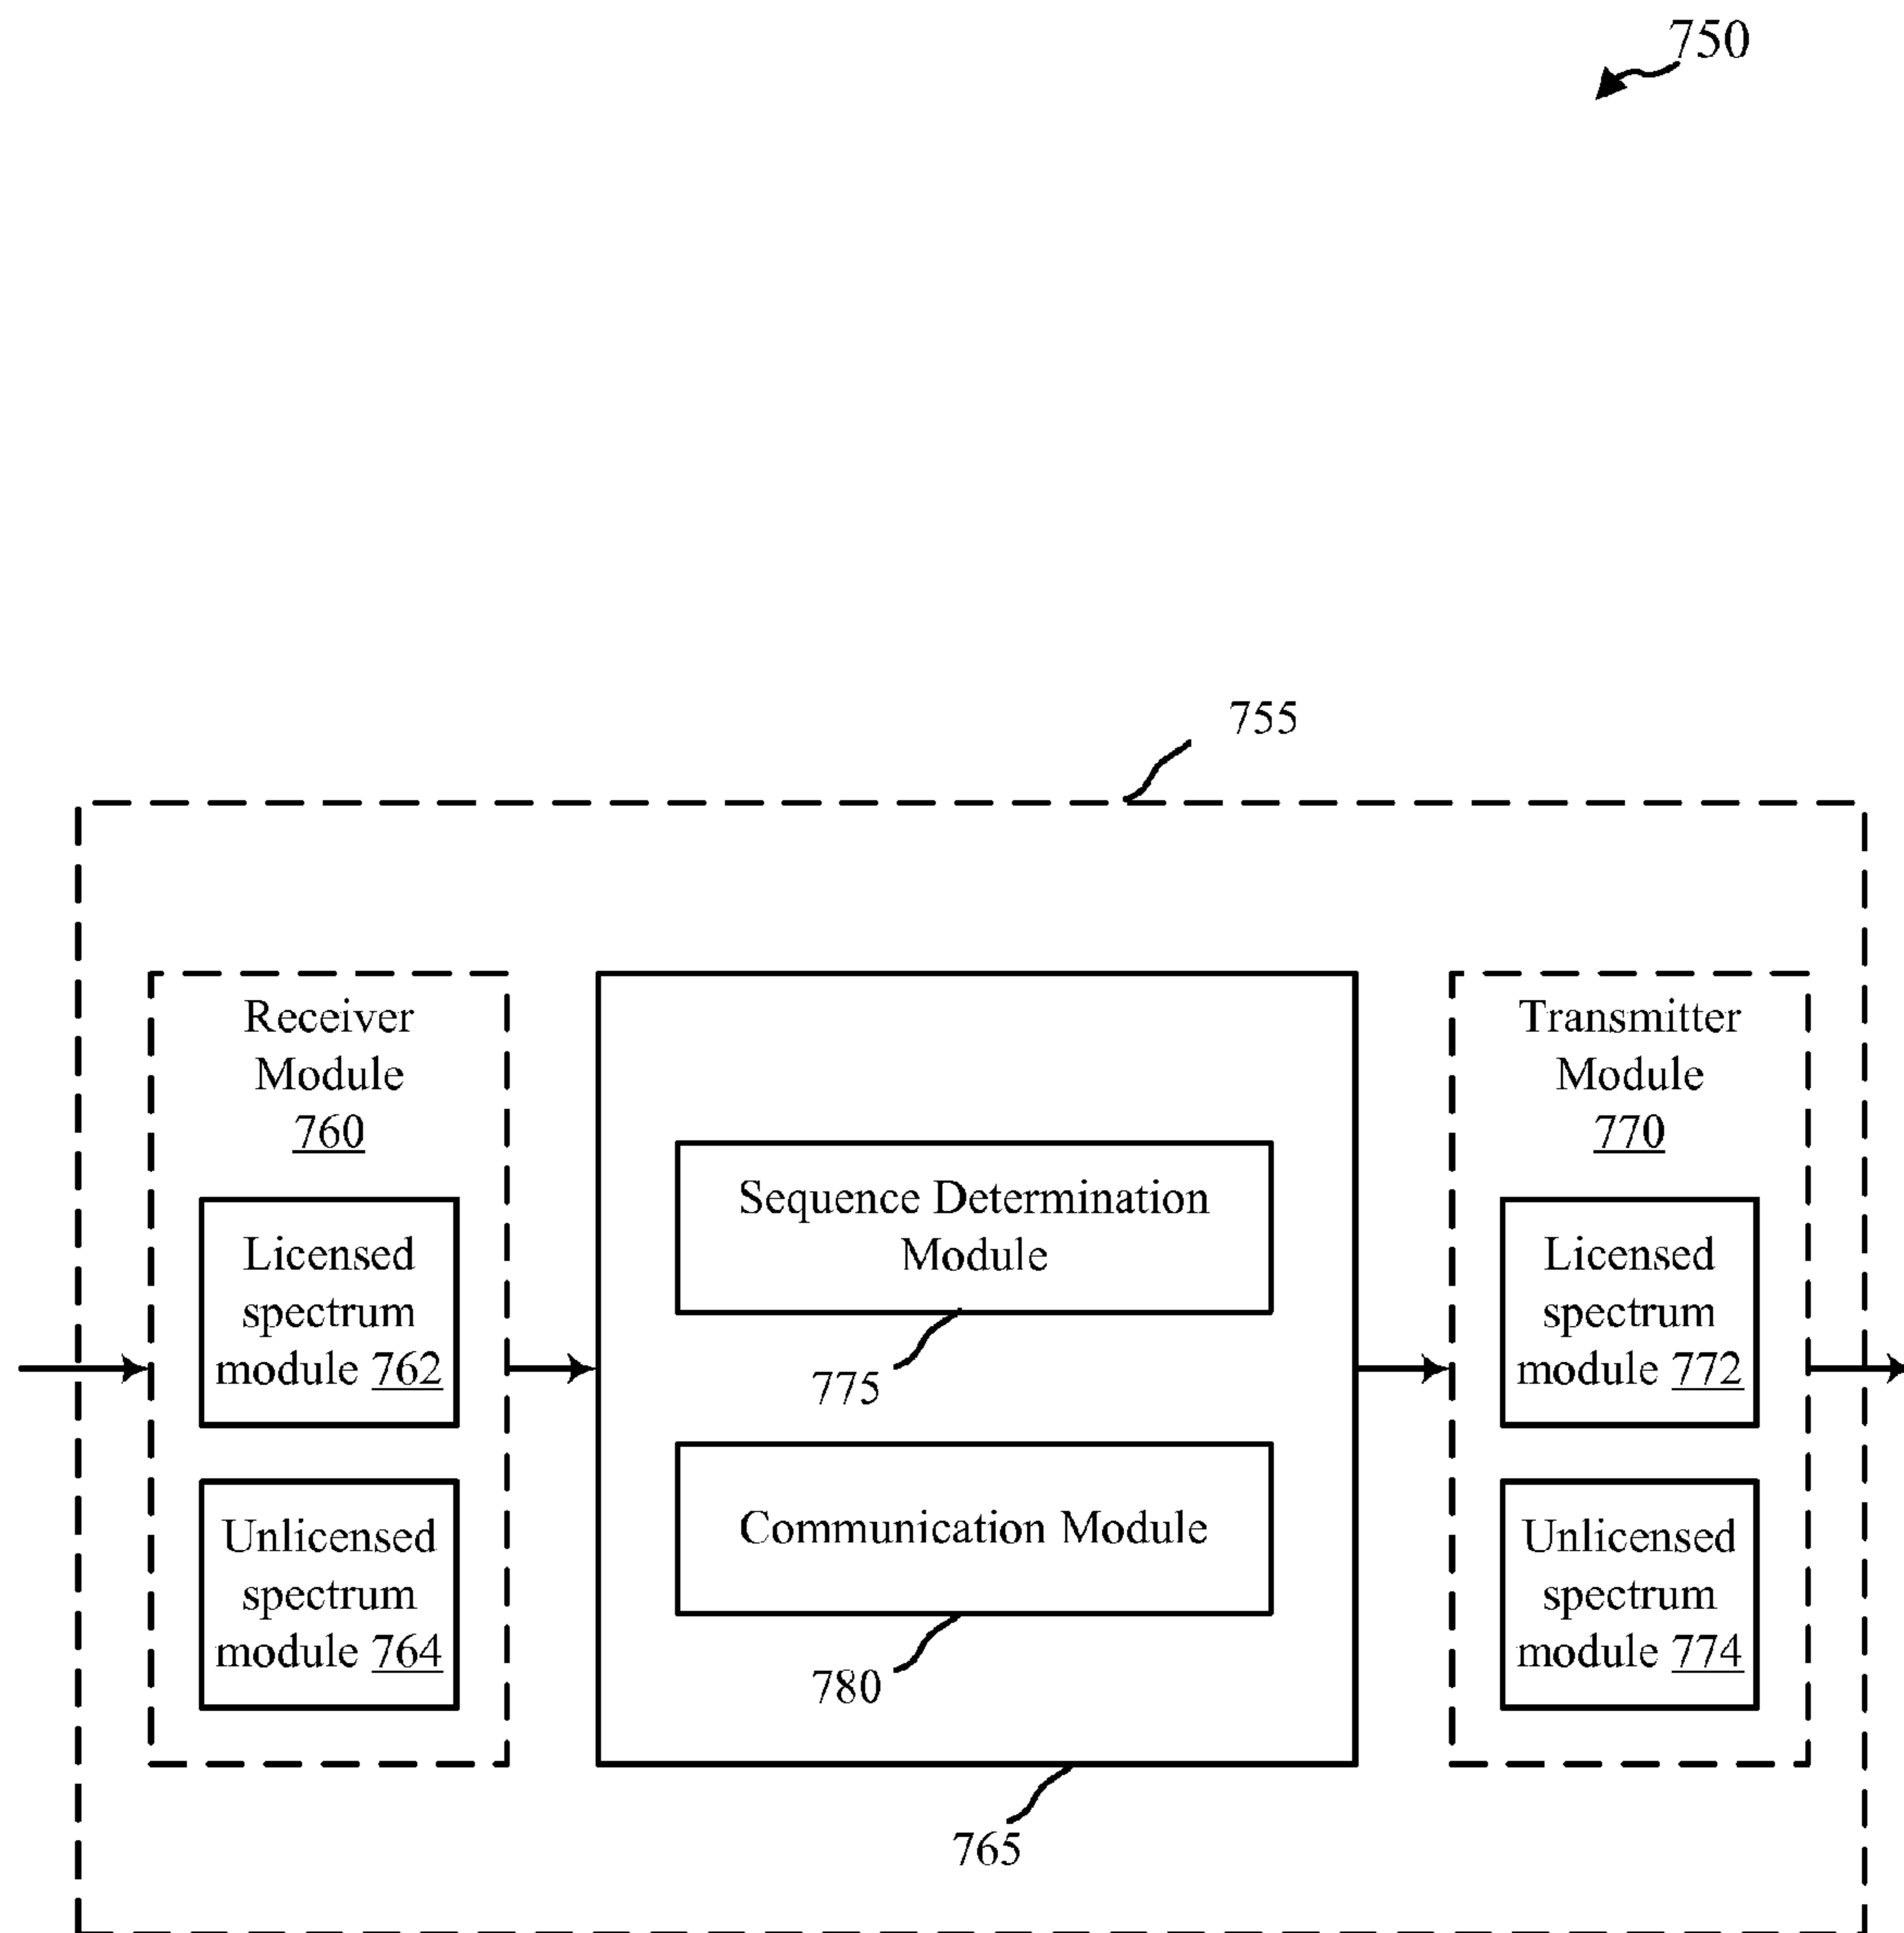 750
755
Receiver
Module
760
Licensed
spectrum
module 762
Unlicensed
spectrum
module 764
Sequence Determination
Module
775
Communication Module
780
765
Transmitter
Module
770
Licensed
spectrum
module 772
Unlicensed
spectrum
module 774